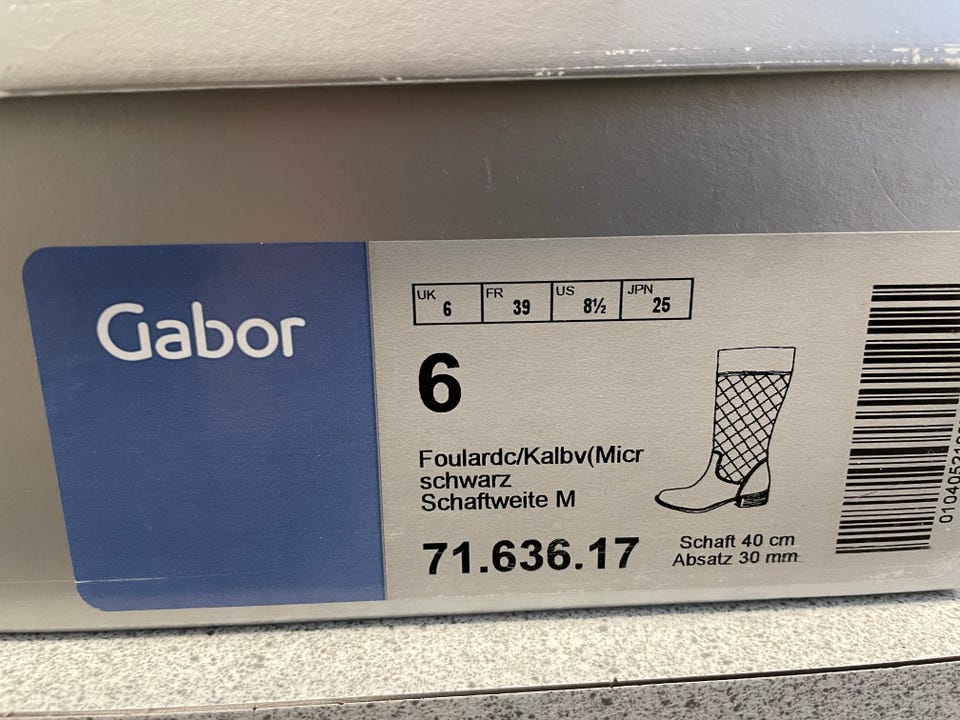 Gabor
UK 6 FR 39 US 8½ JPN 25
6
Foulardc/Kalbv(Micr
schwarz
Schaftweite M
71.636.17
Schaft 40 cm
Absatz 30 mm